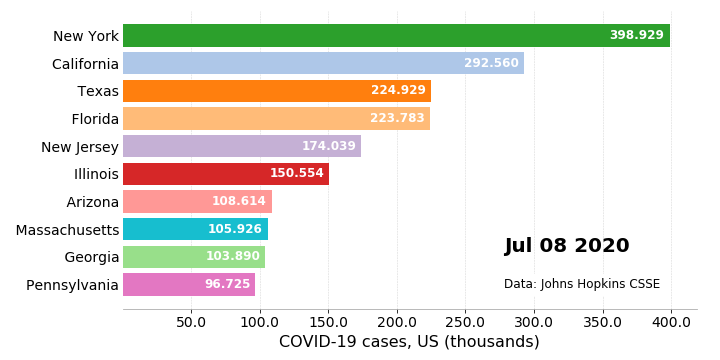 New York 398.929
California 292.560
Texas 224.929
Florida 223.783
New Jersey 174.039
Illinois 150.554
Arizona 108.614
Massachusetts 105.926
Georgia 103.890
Pennsylvania 96.725
Jul 08 2020
Data: Johns Hopkins CSSE
50.0 100.0 150.0 200.0 250.0 300.0 350.0 400.0
COVID-19 cases, US (thousands)